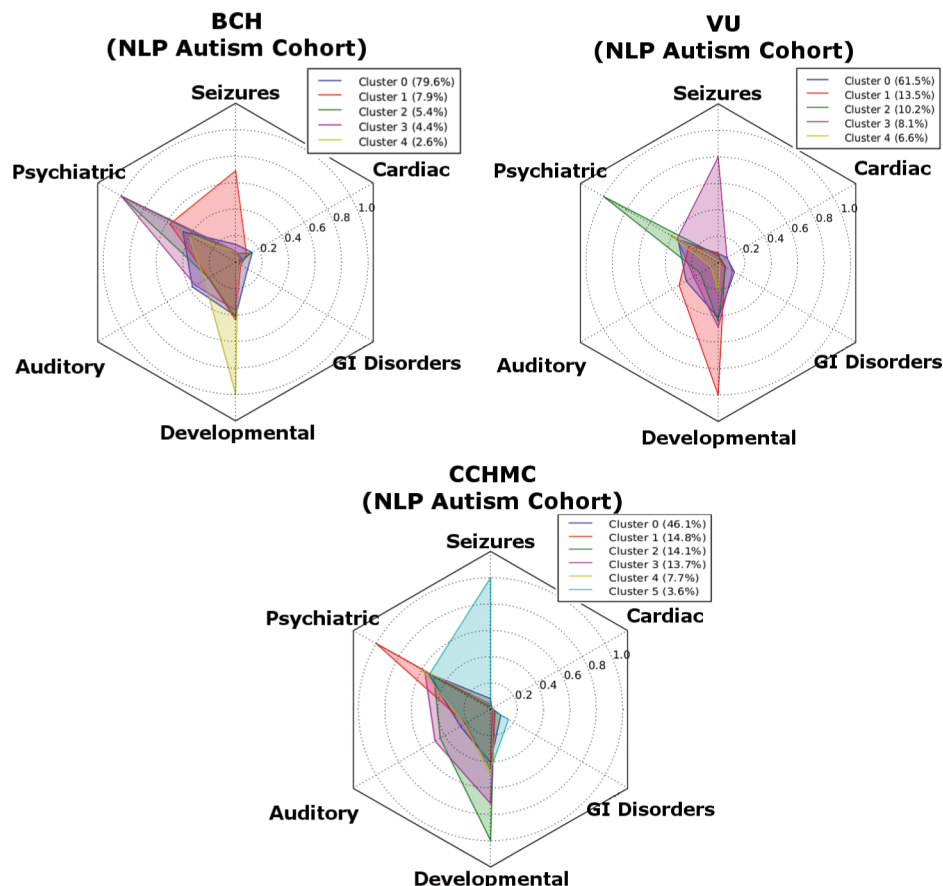 BCH
(NLP Autism Cohort)
Cluster 0 (79.6%)
Cluster 1 (7.9%)
Cluster 2 (5.4%)
Cluster 3 (4.4%)
Cluster 4 (2.6%)
Seizures
Psychiatric
Cardiac
1.0
0.8
0.6
0.4
0.2
Auditory
GI Disorders
Developmental
VU
(NLP Autism Cohort)
Cluster 0 (61.5%)
Cluster 1 (13.5%)
Cluster 2 (10.2%)
Cluster 3 (8.1%)
Cluster 4 (6.6%)
Seizures
Psychiatric
Cardiac
1.0
0.8
0.6
0.4
0.2
Auditory
GI Disorders
Developmental
CCHMC
(NLP Autism Cohort)
Cluster 0 (46.1%)
Cluster 1 (14.8%)
Cluster 2 (14.1%)
Cluster 3 (13.7%)
Cluster 4 (7.7%)
Cluster 5 (3.6%)
Seizures
Psychiatric
Cardiac
1.0
0.8
0.6
0.4
0.2
Auditory
GI Disorders
Developmental